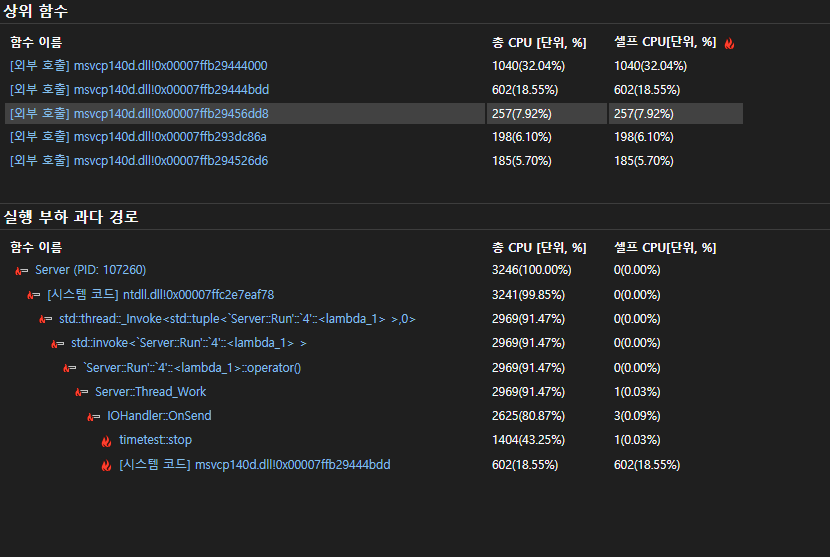 상위 함수
함수 이름 총 CPU [단위, %] 셀프 CPU[단위, %]
[외부 호출] msvcp140d.dll!0x00007ffb29444000 1040(32.04%) 1040(32.04%)
[외부 호출] msvcp140d.dll!0x00007ffb29444bdd 602(18.55%) 602(18.55%)
[외부 호출] msvcp140d.dll!0x00007ffb29456dd8 257(7.92%) 257(7.92%)
[외부 호출] msvcp140d.dll!0x00007ffb293dc86a 198(6.10%) 198(6.10%)
[외부 호출] msvcp140d.dll!0x00007ffb294526d6 185(5.70%) 185(5.70%)
실행 부하 과다 경로
함수 이름 총 CPU [단위, %] 셀프 CPU[단위, %]
Server (PID: 107260) 3246(100.00%) 0(0.00%)
[시스템 코드] ntdll.dll!0x00007ffc2e7eaf78 3241(99.85%) 0(0.00%)
std::thread::_Invoke<std::tuple<`Server::Run'::`4'::<lambda_1> >,0> 2969(91.47%) 0(0.00%)
std::invoke<`Server::Run'::`4'::<lambda_1> > 2969(91.47%) 0(0.00%)
`Server::Run'::`4'::<lambda_1>::operator() 2969(91.47%) 0(0.00%)
Server::Thread_Work 2969(91.47%) 1(0.03%)
IOHandler::OnSend 2625(80.87%) 3(0.09%)
timetest::stop 1404(43.25%) 1(0.03%)
[시스템 코드] msvcp140d.dll!0x00007ffb29444bdd 602(18.55%) 602(18.55%)